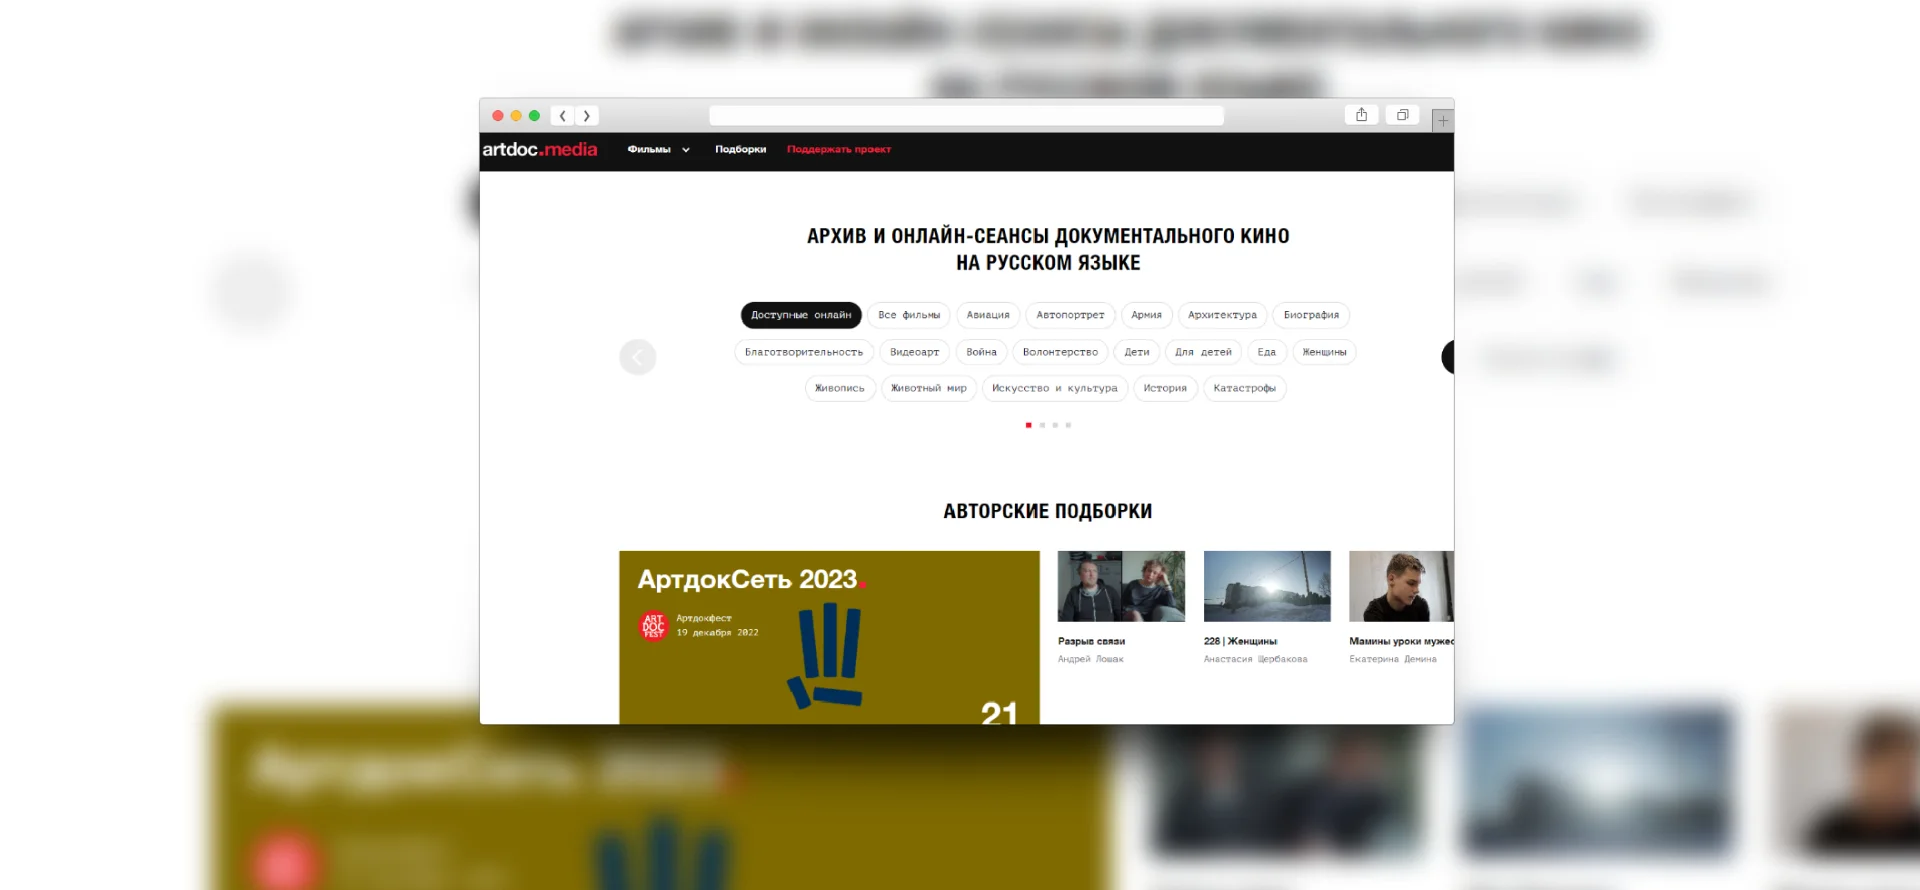 artdoc.media
Фильмы Подборки Поддержать проект
АРХИВ И ОНЛАЙН-СЕАНСЫ ДОКУМЕНТАЛЬНОГО КИНО
НА РУССКОМ ЯЗЫКЕ
Доступные онлайн Все фильмы Авиация Автопортрет Армия Архитектура Биография
Благотворительность Видеоарт Война Волонтерство Дети Для детей Еда Женщины
Живопись Животный мир Искусство и культура История Катастрофы
АВТОРСКИЕ ПОДБОРКИ
АртдокСеть 2023.
ART DOC FEST
Артдокфест
19 декабря 2022
21
Разрыв связи
Андрей Лошак
228 | Женщины
Анастасия Щербакова
Мамины уроки мужес
Екатерина Демина